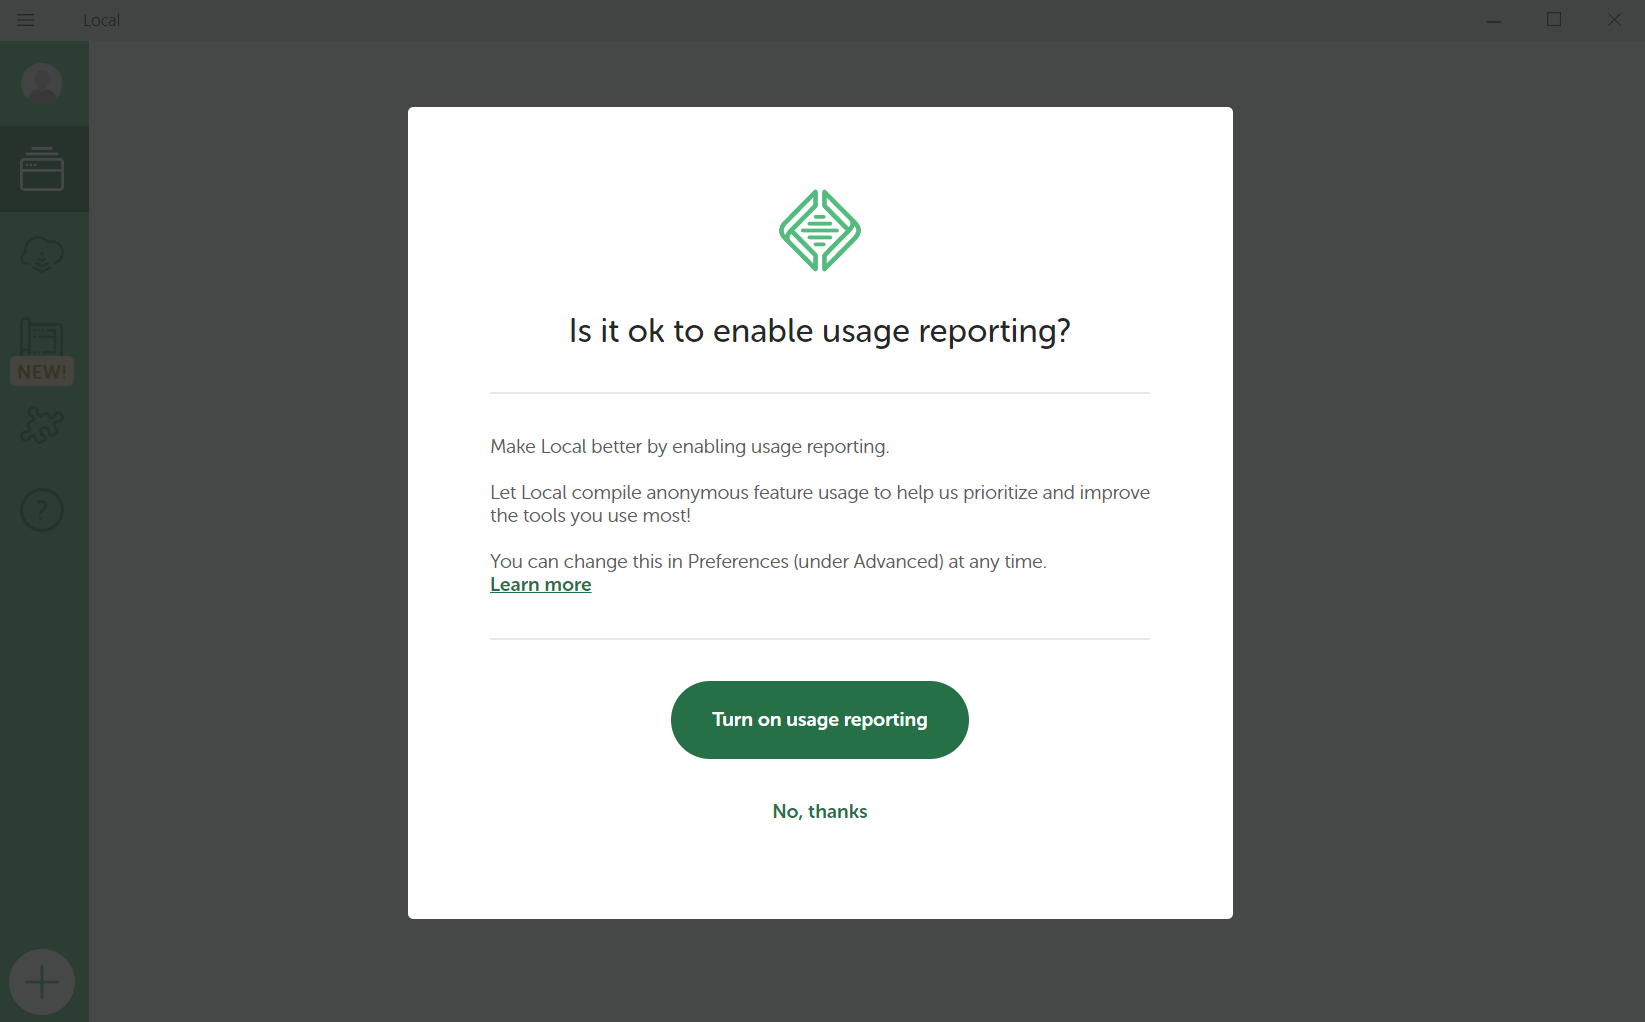 Local
NEW!
?
Is it ok to enable usage reporting?
Make Local better by enabling usage reporting.
Let Local compile anonymous feature usage to help us prioritize and improve
the tools you use most!
You can change this in Preferences (under Advanced) at any time.
Learn more
Turn on usage reporting
No, thanks